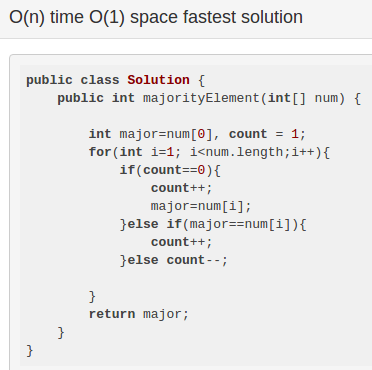 O(n) time O(1) space fastest solution
public class Solution {
    public int majorityElement(int[] num) {
        int major=num[0], count = 1;
        for(int i=1; i<num.length;i++){
            if(count==0){
                count++;
                major=num[i];
            }else if(major==num[i]){
                count++;
            }else count--;
        }
        return major;
    }
}